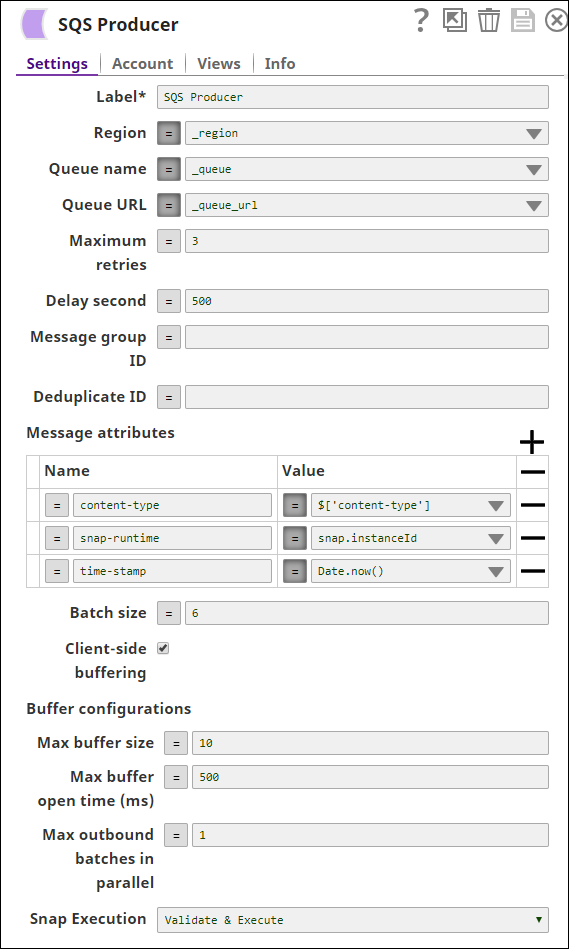 SQS Producer
?
Settings Account Views Info
Label* SQS Producer
Region = _region
Queue name = _queue
Queue URL = _queue_url
Maximum retries = 3
Delay second = 500
Message group ID =
Deduplicate ID =
Message attributes
Name Value
= content-type = $['content-type']
= snap-runtime = snap.instanceId
= time-stamp = Date.now()
Batch size = 6
Client-side buffering
Buffer configurations
Max buffer size = 10
Max buffer open time (ms) = 500
Max outbound batches in parallel = 1
Snap Execution Validate & Execute